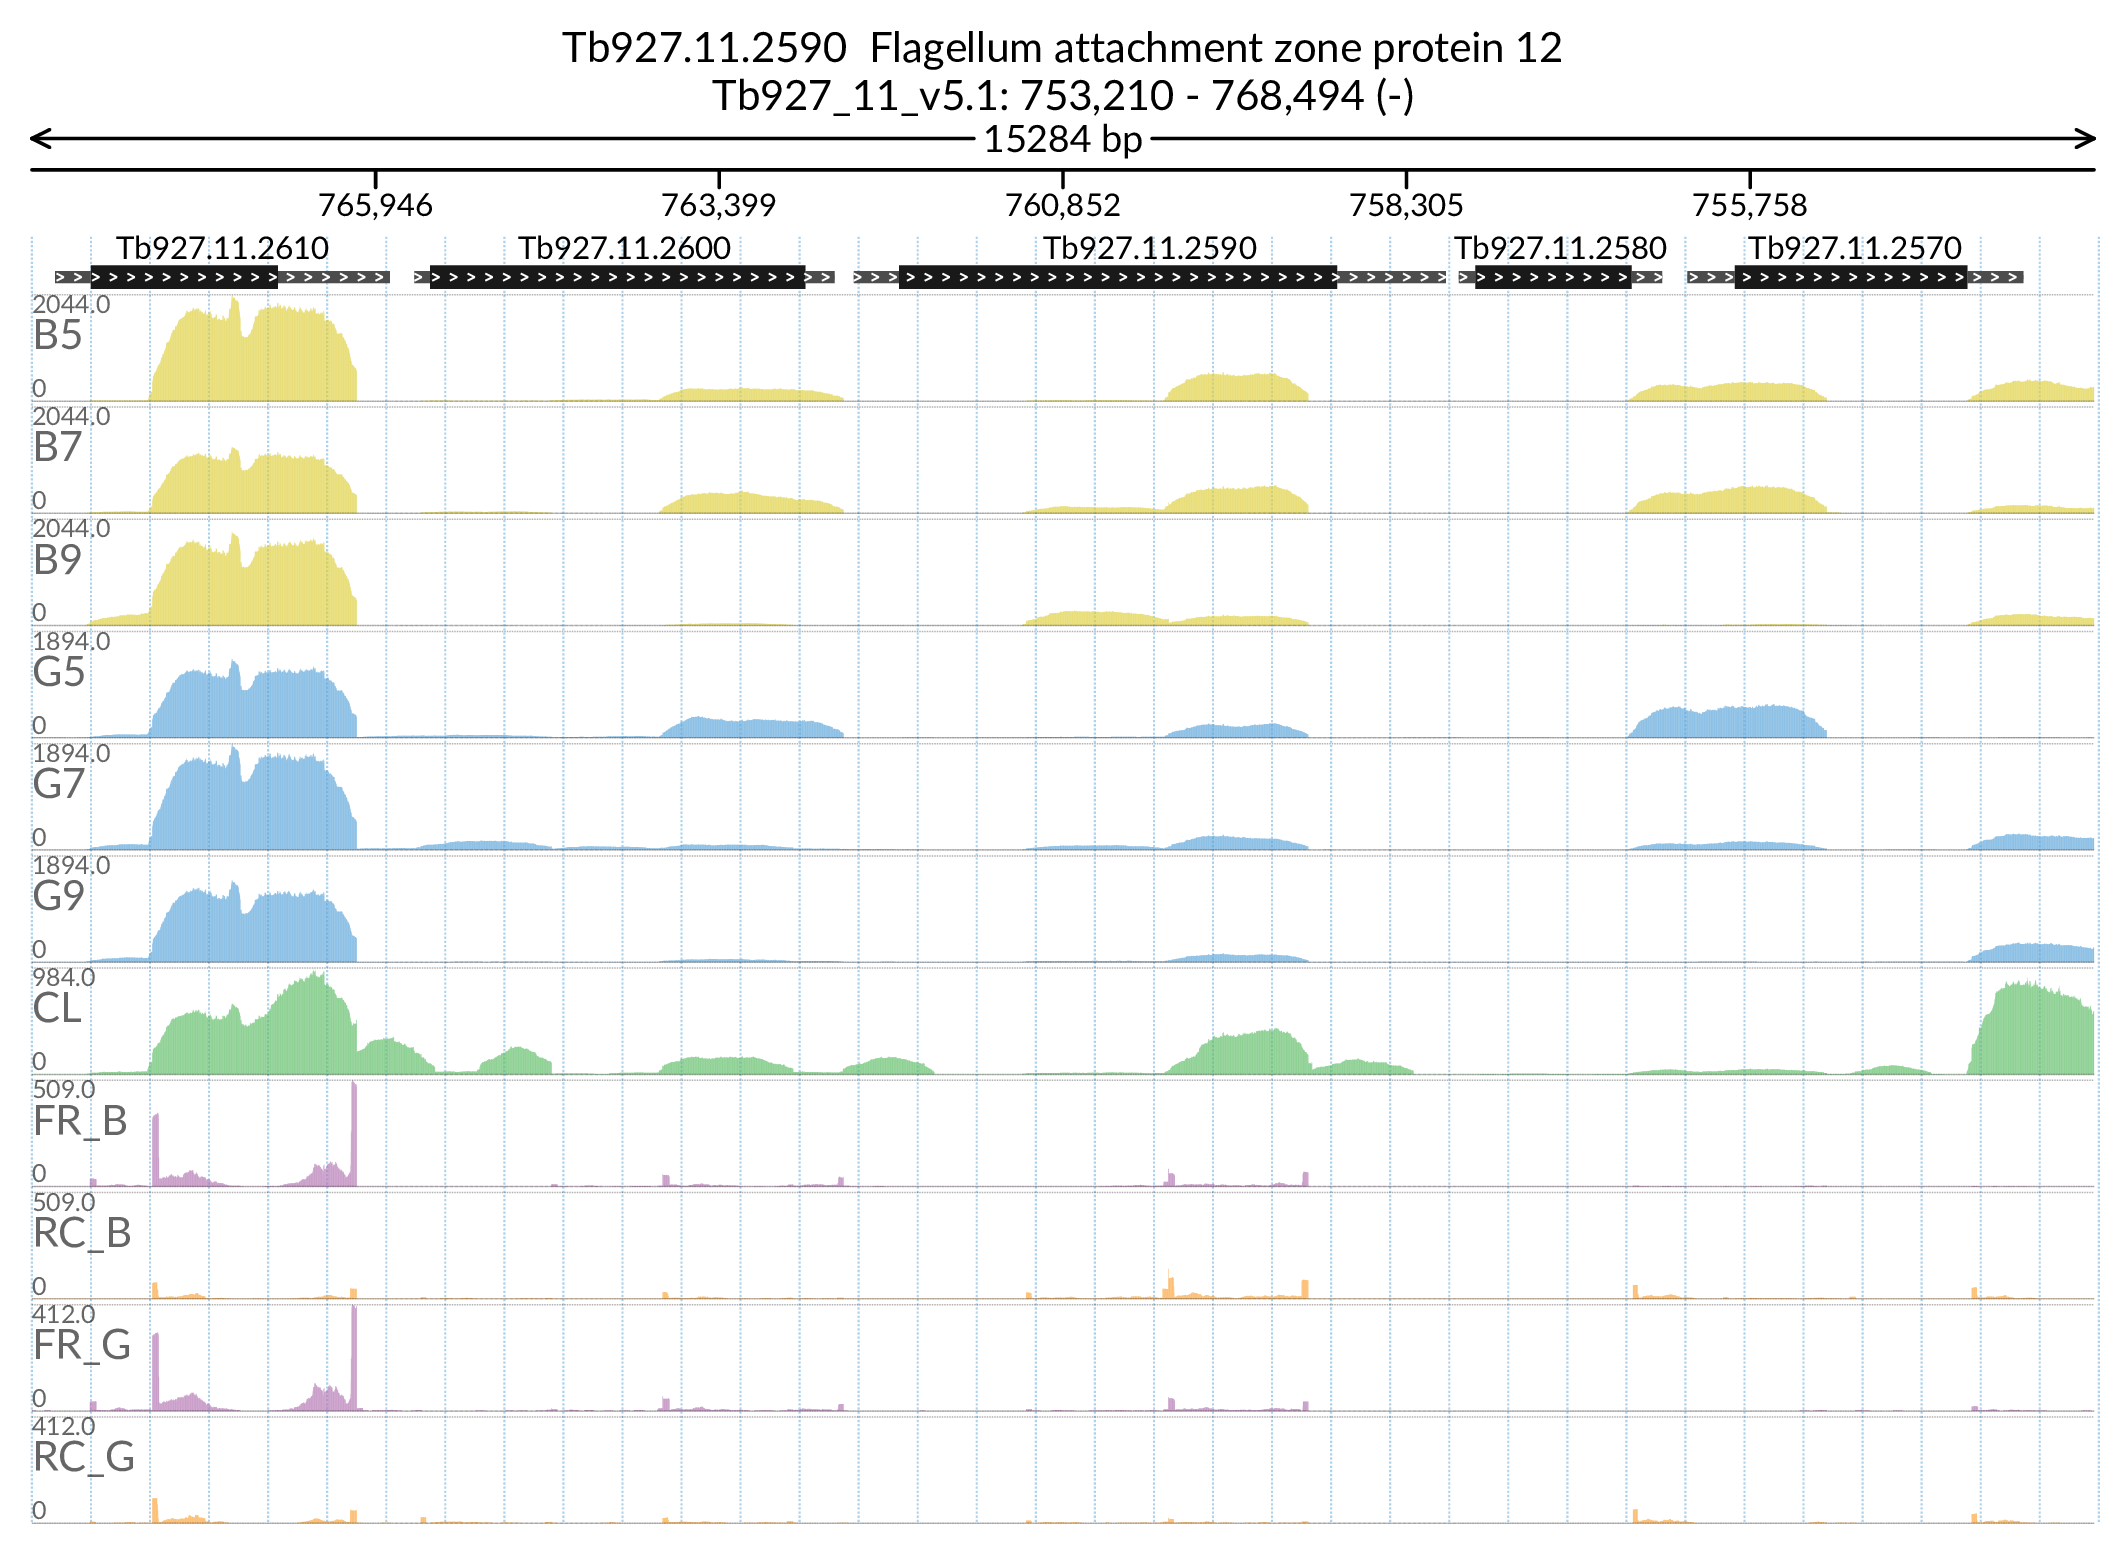 Tb927.11.2590 Flagellum attachment zone protein 12
Tb927_11_v5.1: 753,210 - 768,494 (-)
15284 bp
765,946 763,399 760,852 758,305 755,758
Tb927.11.2610 Tb927.11.2600 Tb927.11.2590 Tb927.11.2580 Tb927.11.2570
2044.0
B5
0
2044.0
B7
0
2044.0
B9
0
1894.0
G5
0
1894.0
G7
0
1894.0
G9
0
984.0
CL
0
509.0
FR_B
0
509.0
RC_B
0
412.0
FR_G
0
412.0
RC_G
0